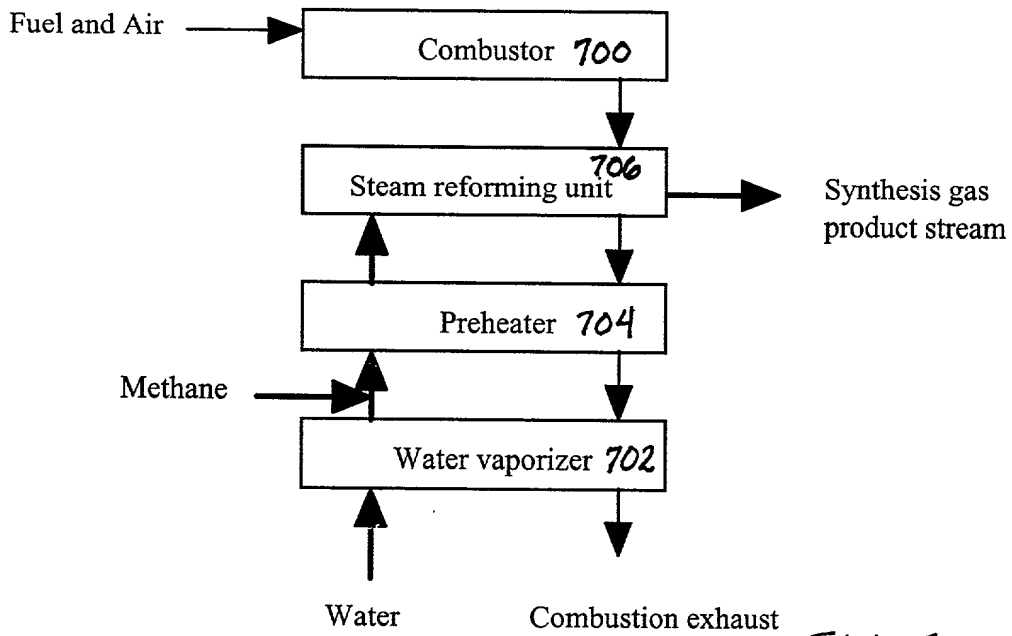 Fuel and Air
Combustor 700
706
Steam reforming unit
Synthesis gas
product stream
Preheater 704
Methane
Water vaporizer 702
Water
Combustion exhaust